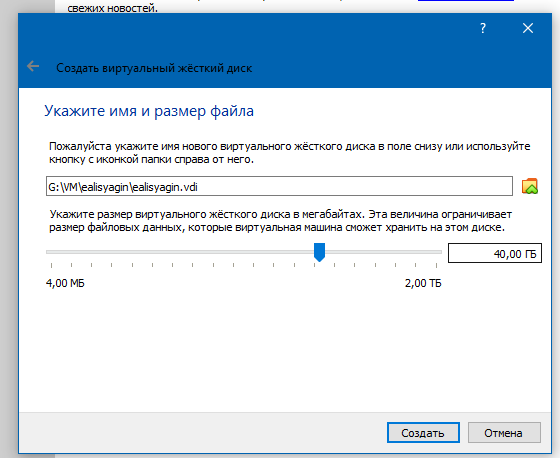 свежих новостей.
?
Создать виртуальный жёсткий диск
Укажите имя и размер файла
Пожалуйста укажите имя нового виртуального жёсткого диска в поле снизу или используйте
кнопку с иконкой папки справа от него.
G:\VM\ealisyagin\ealisyagin.vdi
Укажите размер виртуального жёсткого диска в мегабайтах. Эта величина ограничивает
размер файловых данных, которые виртуальная машина сможет хранить на этом диске.
40,00 ГБ
4,00 МБ 2,00 ТБ
Создать Отмена